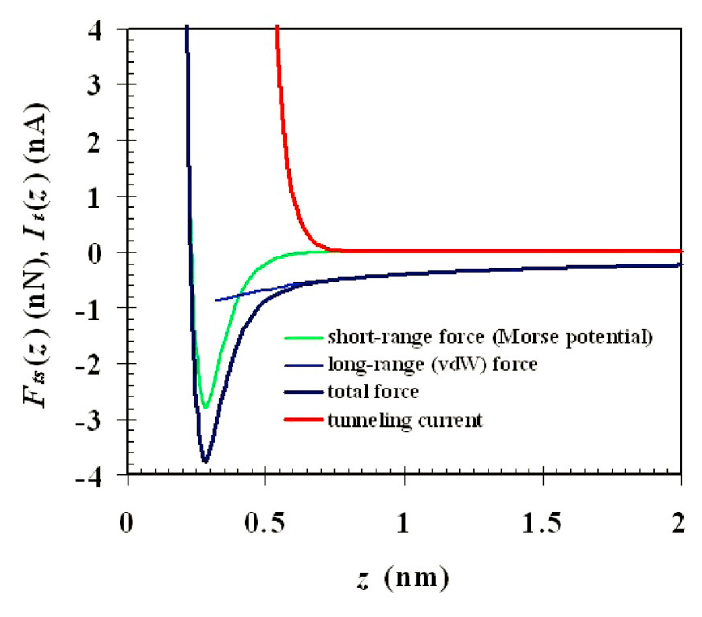 F_ts(z) (nN), I_t(z) (nA)
4
3
2
1
0
-1
-2
-3
-4
short-range force (Morse potential)
long-range (vdW) force
total force
tunneling current
0
0.5
1
1.5
2
z (nm)